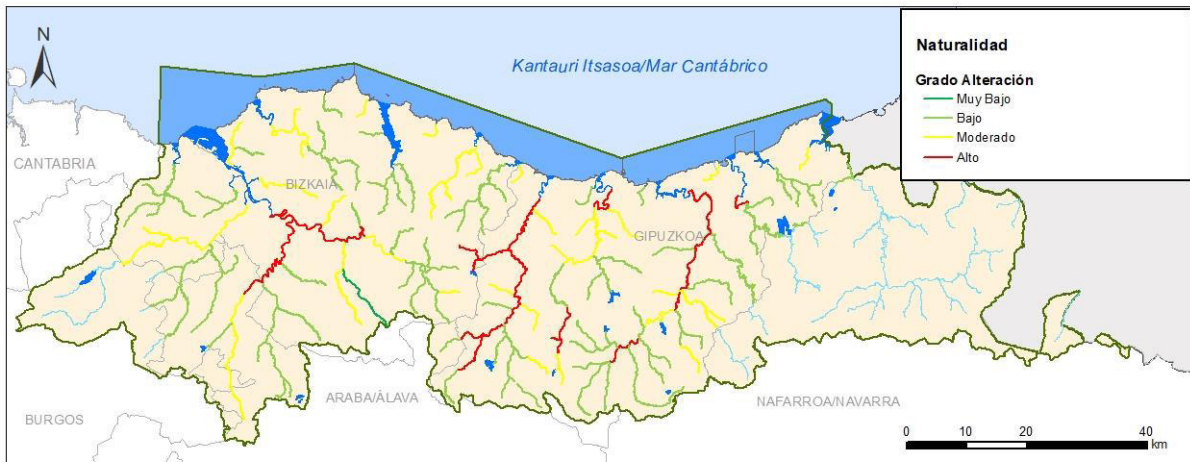 N
Kantauri Itsasoa/Mar Cantábrico
Naturalidad
Grado Alteración
Muy Bajo
Bajo
Moderado
Alto
CANTABRIA
BIZKAIA
GIPUZKOA
ARABA/ÀLAVA
NAFARROA/NAVARRA
BURGOS
0 10 20 40
km